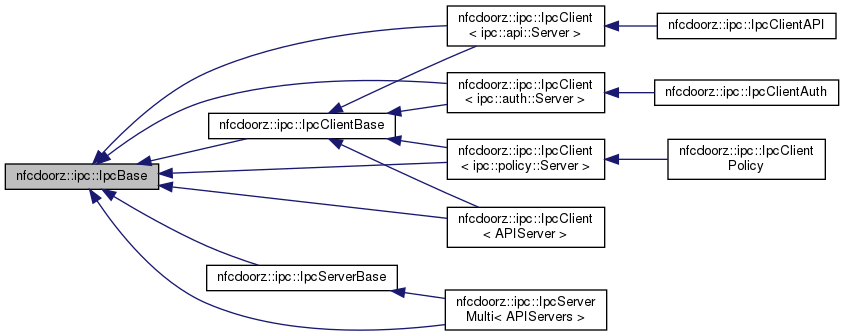 nfcdoorz::ipc::IpcBase
nfcdoorz::ipc::IpcClientBase
nfcdoorz::ipc::IpcServerBase
nfcdoorz::ipc::IpcClient
< ipc::api::Server >
nfcdoorz::ipc::IpcClient
< ipc::auth::Server >
nfcdoorz::ipc::IpcClient
< ipc::policy::Server >
nfcdoorz::ipc::IpcClient
< APIServer >
nfcdoorz::ipc::IpcServer
Multi< APIServers >
nfcdoorz::ipc::IpcClientAPI
nfcdoorz::ipc::IpcClientAuth
nfcdoorz::ipc::IpcClient
Policy